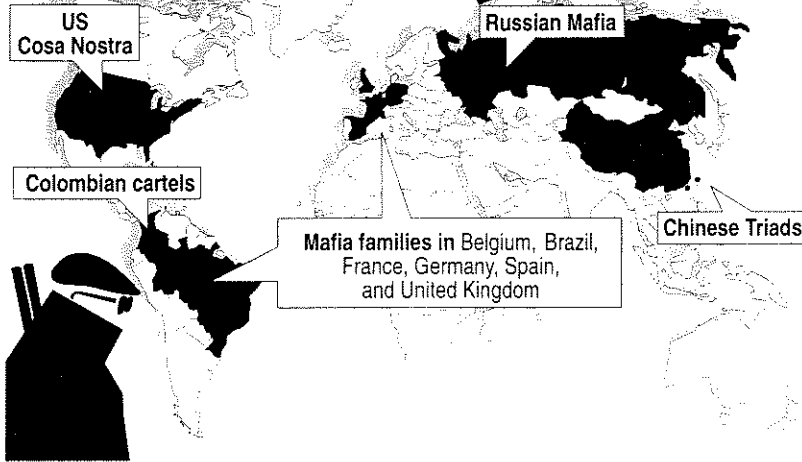 US
Cosa Nostra
Russian Mafia
Colombian cartels
Mafia families in Belgium, Brazil,
France, Germany, Spain,
and United Kingdom
Chinese Triads